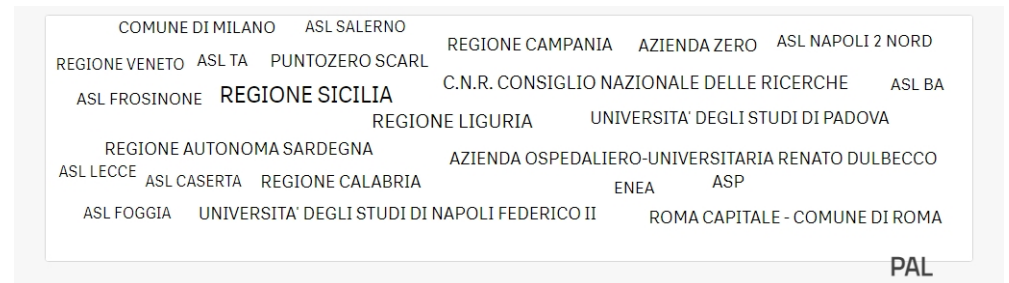 COMUNE DI MILANO
ASL SALERNO
REGIONE CAMPANIA
AZIENDA ZERO
ASL NAPOLI 2 NORD
REGIONE VENETO
ASL TA
PUNTOZERO SCARL
C.N.R. CONSIGLIO NAZIONALE DELLE RICERCHE
ASL BA
ASL FROSINONE
REGIONE SICILIA
REGIONE LIGURIA
UNIVERSITA' DEGLI STUDI DI PADOVA
REGIONE AUTONOMA SARDEGNA
AZIENDA OSPEDALIERO-UNIVERSITARIA RENATO DULBECCO
ASL LECCE
ASL CASERTA
REGIONE CALABRIA
ENEA
ASP
ASL FOGGIA
UNIVERSITA' DEGLI STUDI DI NAPOLI FEDERICO II
ROMA CAPITALE - COMUNE DI ROMA
PAL